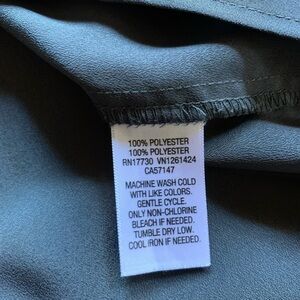 100% POLYESTER
100% POLYESTER
RN17730 VN1261424
CA57147
MACHINE WASH COLD
WITH LIKE COLORS.
GENTLE CYCLE.
ONLY NON-CHLORINE
BLEACH IF NEEDED.
TUMBLE DRY LOW.
COOL IRON IF NEEDED.